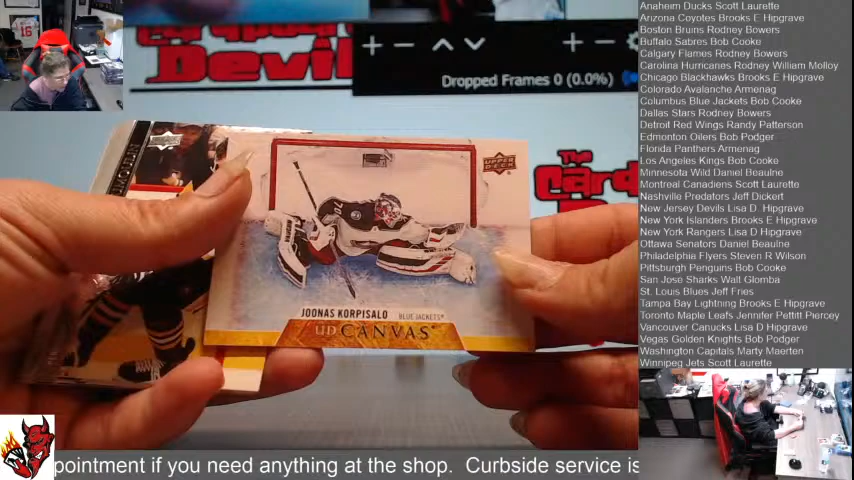 Card
Devil
+ − + −
Dropped Frames 0 (0.0%)
UPPER DECK
The
Card
JOONAS KORPISALO BLUE JACKETS®
UD CANVAS
Anaheim Ducks Scott Laurette
Arizona Coyotes Brooks E Hipgrave
Boston Bruins Rodney Bowers
Buffalo Sabres Bob Cooke
Calgary Flames Rodney Bowers
Carolina Hurricanes Rodney William Molloy
Chicago Blackhawks Brooks E Hipgrave
Colorado Avalanche Armenag
Columbus Blue Jackets Bob Cooke
Dallas Stars Rodney Bowers
Detroit Red Wings Randy Patterson
Edmonton Oilers Bob Podger
Florida Panthers Armenag
Los Angeles Kings Bob Cooke
Minnesota Wild Daniel Beaulne
Montreal Canadiens Scott Laurette
Nashville Predators Jeff Dickert
New Jersey Devils Lisa D. Hipgrave
New York Islanders Brooks E Hipgrave
New York Rangers Lisa D Hipgrave
Ottawa Senators Daniel Beaulne
Philadelphia Flyers Steven R Wilson
Pittsburgh Penguins Bob Cooke
San Jose Sharks Walt Glomba
St. Louis Blues Jeff Fries
Tampa Bay Lightning Brooks E Hipgrave
Toronto Maple Leafs Jennifer Pettitt Piercey
Vancouver Canucks Lisa D Hipgrave
Vegas Golden Knights Bob Podger
Washington Capitals Marty Maerten
Winnipeg Jets Scott Laurette
pointment if you need anything at the shop. Curbside service is